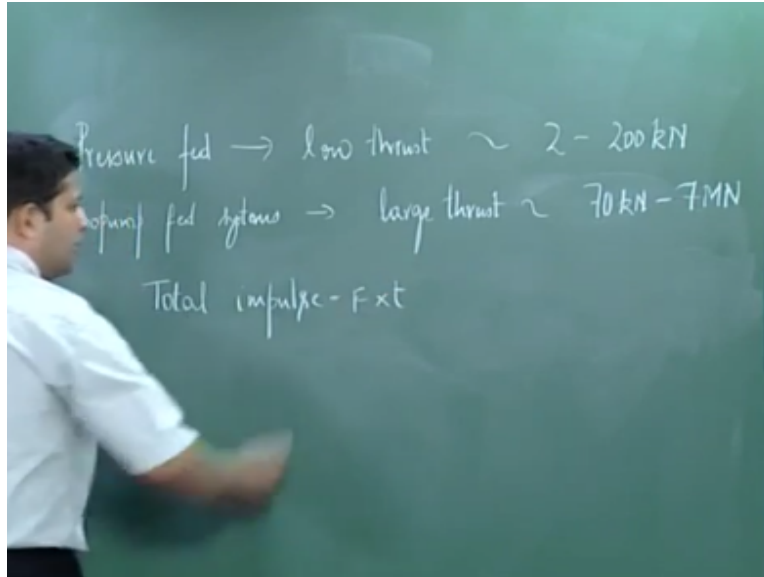 Pressure fed → low thrust ~ 2 - 200 kN
fed systems → large thrust ~ 70 kN - 7 MN
Total impulse - F x t